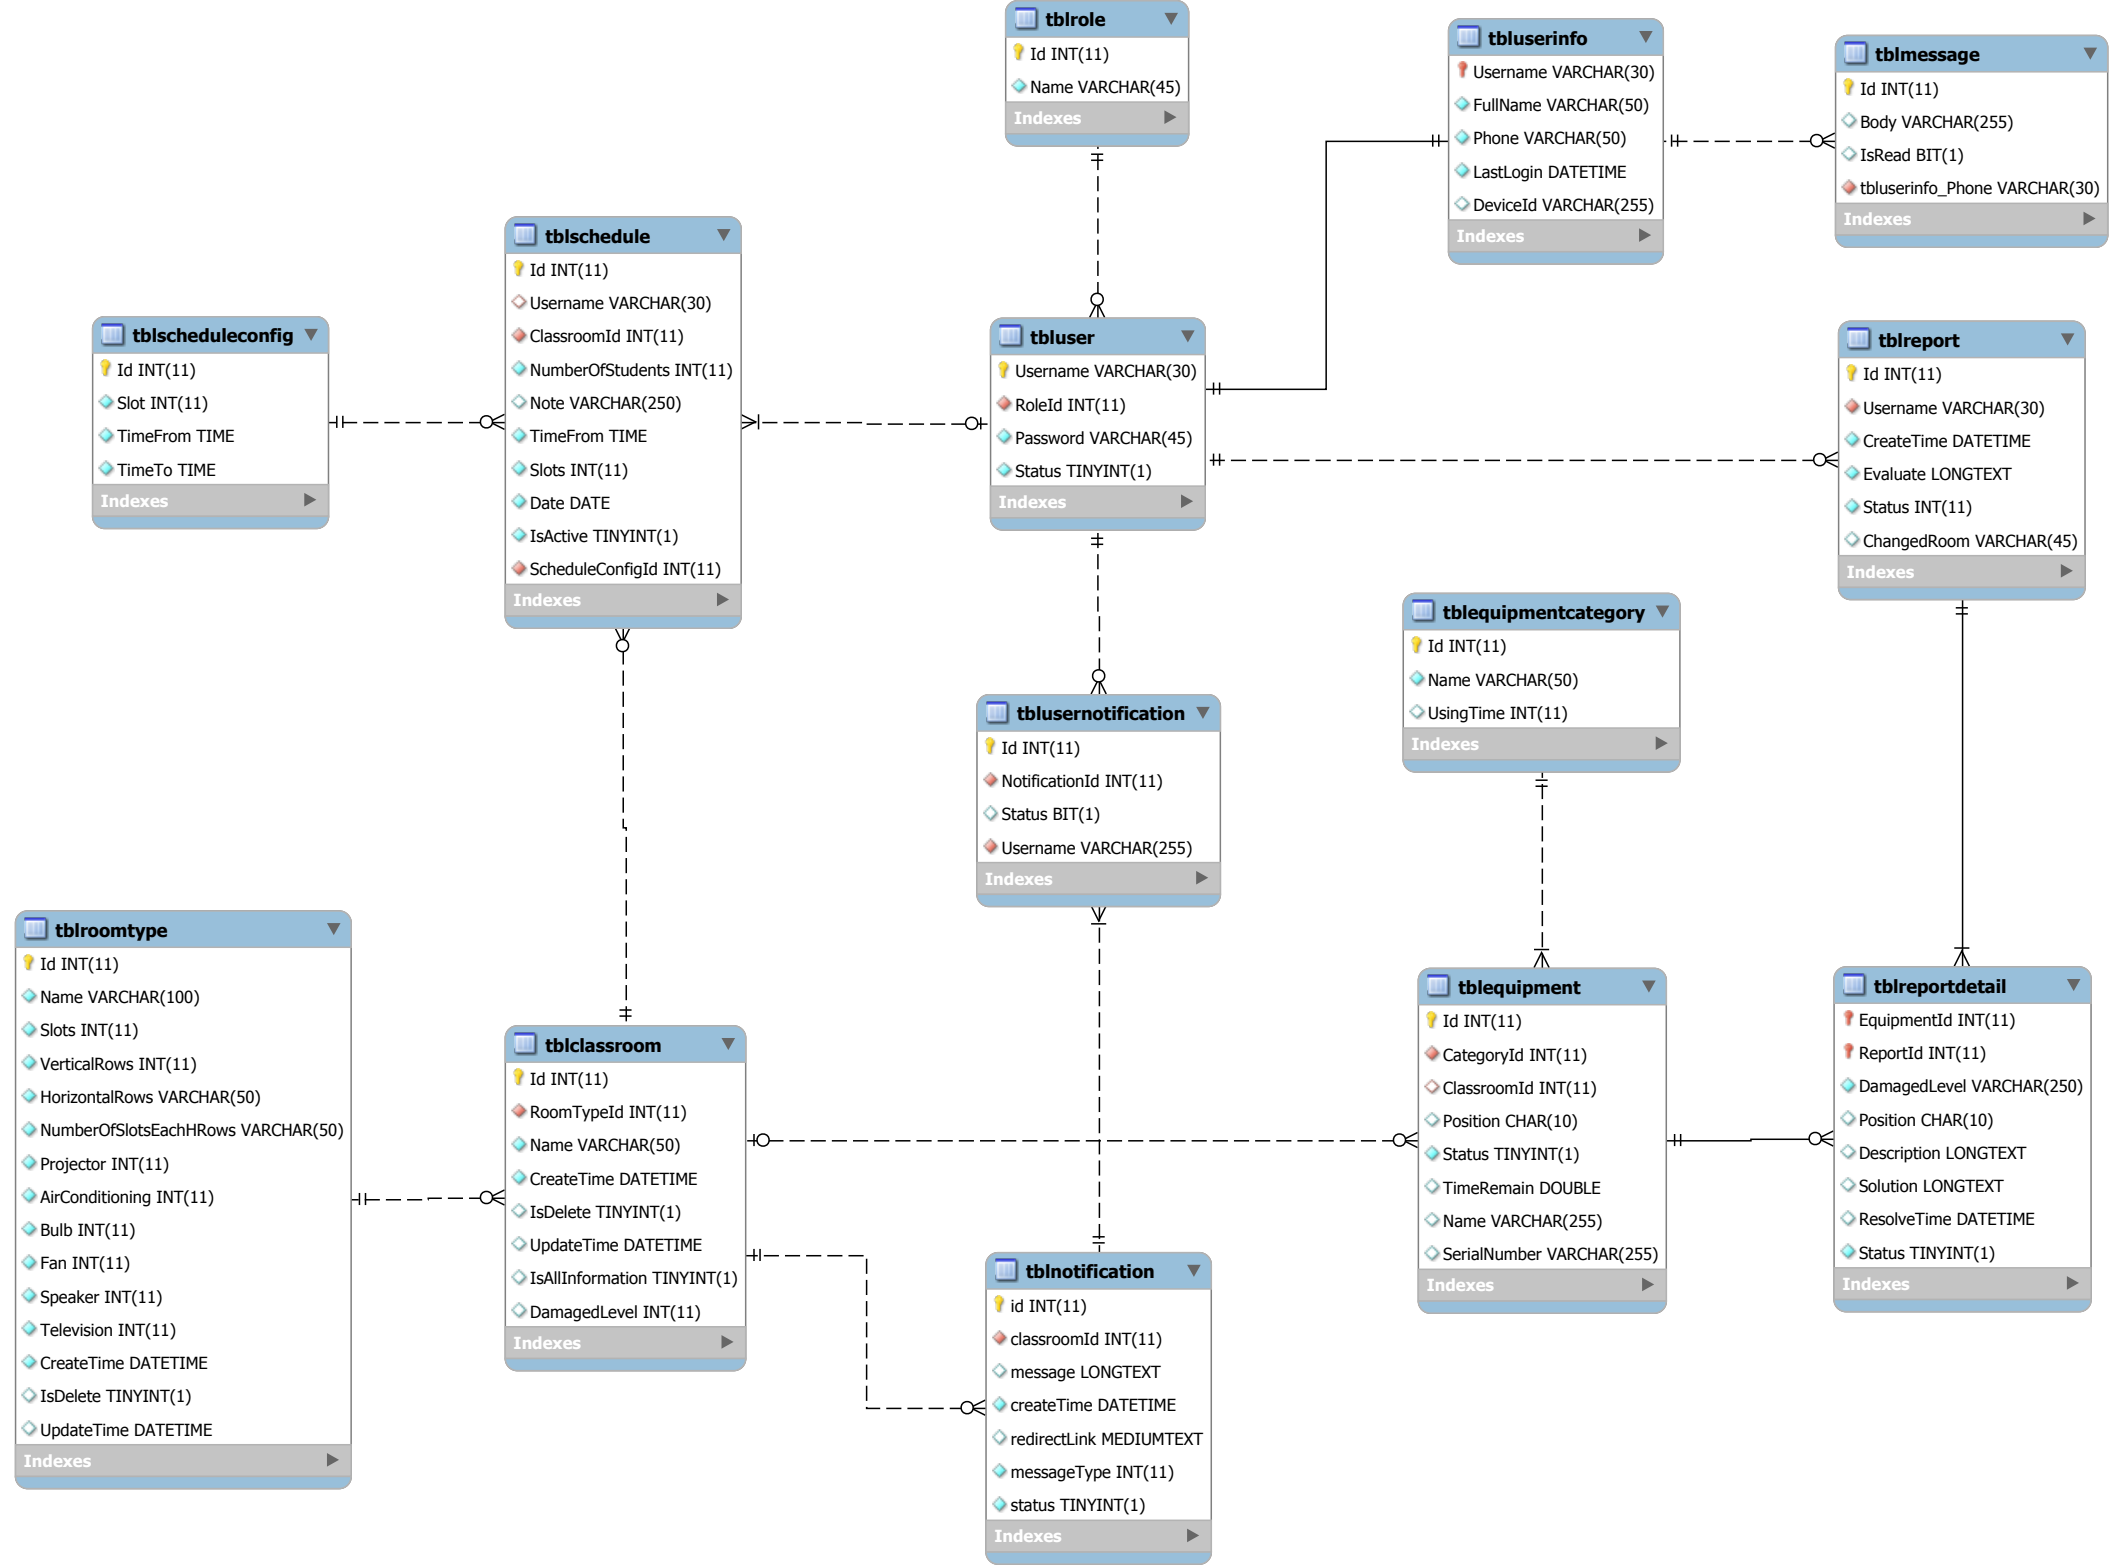 tblrole
Id INT(11)
Name VARCHAR(45)
Indexes
tbluserinfo
Username VARCHAR(30)
FullName VARCHAR(50)
Phone VARCHAR(50)
LastLogin DATETIME
DeviceId VARCHAR(255)
Indexes
tblmessage
Id INT(11)
Body VARCHAR(255)
IsRead BIT(1)
tbluserinfo_Phone VARCHAR(30)
Indexes
tblschedule
Id INT(11)
Username VARCHAR(30)
ClassroomId INT(11)
NumberOfStudents INT(11)
Note VARCHAR(250)
TimeFrom TIME
Slots INT(11)
Date DATE
IsActive TINYINT(1)
ScheduleConfigId INT(11)
Indexes
tblscheduleconfig
Id INT(11)
Slot INT(11)
TimeFrom TIME
TimeTo TIME
Indexes
tbluser
Username VARCHAR(30)
RoleId INT(11)
Password VARCHAR(45)
Status TINYINT(1)
Indexes
tblreport
Id INT(11)
Username VARCHAR(30)
CreateTime DATETIME
Evaluate LONGTEXT
Status INT(11)
ChangedRoom VARCHAR(45)
Indexes
tblequipmentcategory
Id INT(11)
Name VARCHAR(50)
UsingTime INT(11)
Indexes
tblusernotification
Id INT(11)
NotificationId INT(11)
Status BIT(1)
Username VARCHAR(255)
Indexes
tblroomtype
Id INT(11)
Name VARCHAR(100)
Slots INT(11)
VerticalRows INT(11)
HorizontalRows VARCHAR(50)
NumberOfSlotsEachHRows VARCHAR(50)
Projector INT(11)
AirConditioning INT(11)
Bulb INT(11)
Fan INT(11)
Speaker INT(11)
Television INT(11)
CreateTime DATETIME
IsDelete TINYINT(1)
UpdateTime DATETIME
Indexes
tblclassroom
Id INT(11)
RoomTypeId INT(11)
Name VARCHAR(50)
CreateTime DATETIME
IsDelete TINYINT(1)
UpdateTime DATETIME
IsAllInformation TINYINT(1)
DamagedLevel INT(11)
Indexes
tblequipment
Id INT(11)
CategoryId INT(11)
ClassroomId INT(11)
Position CHAR(10)
Status TINYINT(1)
TimeRemain DOUBLE
Name VARCHAR(255)
SerialNumber VARCHAR(255)
Indexes
tblreportdetail
EquipmentId INT(11)
ReportId INT(11)
DamagedLevel VARCHAR(250)
Position CHAR(10)
Description LONGTEXT
Solution LONGTEXT
ResolveTime DATETIME
Status TINYINT(1)
Indexes
tblnotification
id INT(11)
classroomId INT(11)
message LONGTEXT
createTime DATETIME
redirectLink MEDIUMTEXT
messageType INT(11)
status TINYINT(1)
Indexes